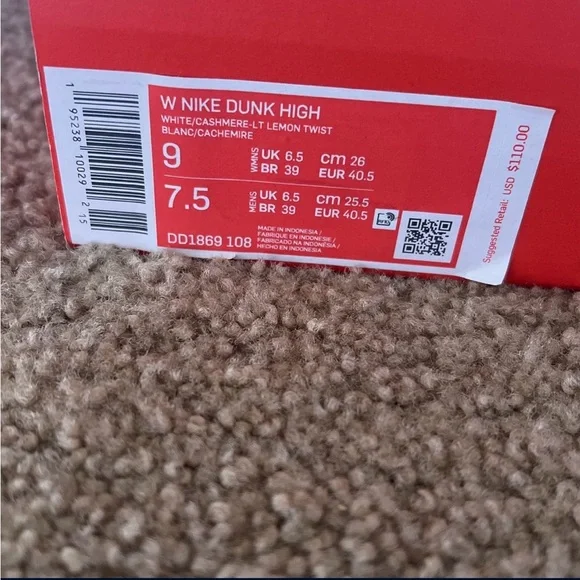 W NIKE DUNK HIGH
WHITE/CASHMERE-LT LEMON TWIST
BLANC/CACHEMIRE
9 WMNS UK 6.5 cm 26
BR 39 EUR 40.5
7.5 MENS UK 6.5 cm 25.5
BR 39 EUR 40.5
DD1869 108
MADE IN INDONESIA/
FABRIQUE EN INDONESIE/
FABRICADO NA INDONÉSIA/
HECHO EN INDONESIA
1 95238 10029 2 15
Suggested Retail: USD $110.00